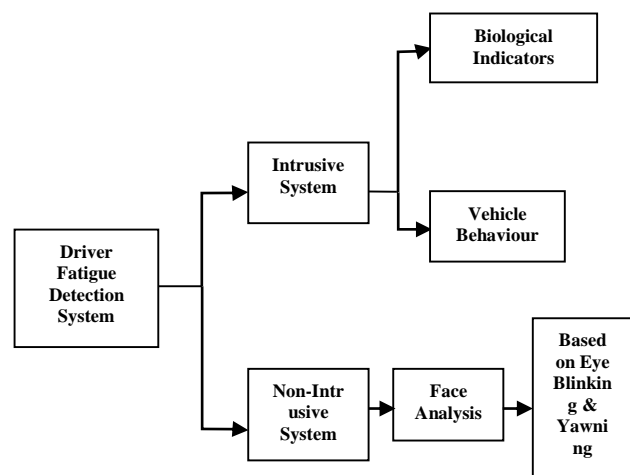 Biological
Indicators
Intrusive
System
Vehicle
Behaviour
Driver
Fatigue
Detection
System
Non-Intr
usive
System
Face
Analysis
Based
on Eye
Blinkin
g &
Yawni
ng